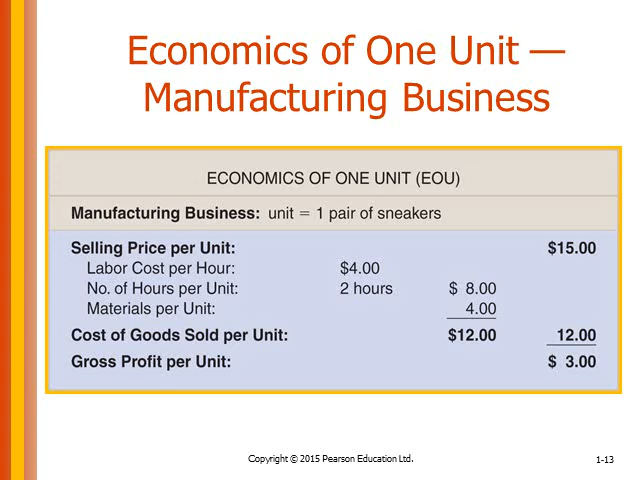 Economics of One Unit —
Manufacturing Business
ECONOMICS OF ONE UNIT (EOU)
Manufacturing Business: unit = 1 pair of sneakers
Selling Price per Unit: $15.00
Labor Cost per Hour: $4.00
No. of Hours per Unit: 2 hours $ 8.00
Materials per Unit: 4.00
Cost of Goods Sold per Unit: $12.00 12.00
Gross Profit per Unit: $ 3.00
Copyright © 2015 Pearson Education Ltd. 1-13